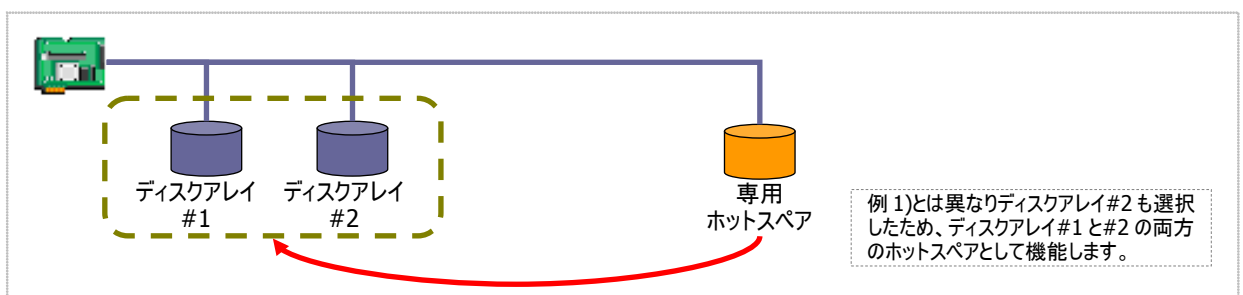 ディスクアレイ
#1
ディスクアレイ
#2
専用
ホットスペア
例 1)とは異なりディスクアレイ#2 も選択
したため、ディスクアレイ#1 と#2 の両方
のホットスペアとして機能します。